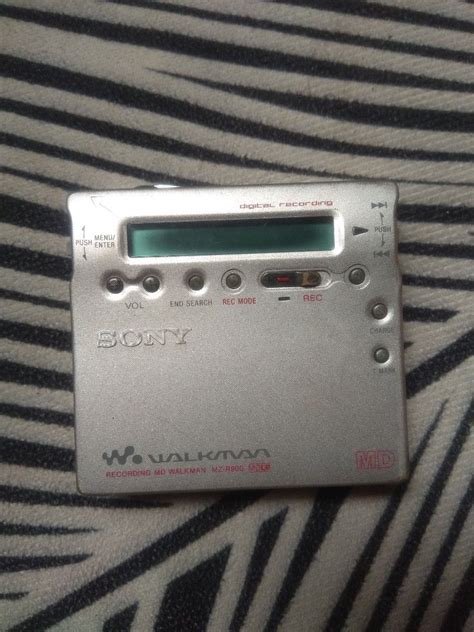 digital recording
MENU/
ENTER
PUSH
PUSH
VOL
END SEARCH
REC MODE
REC
CHARGE
SONY
WALKMAN
RECORDING MD WALKMAN MZ-R900
MD